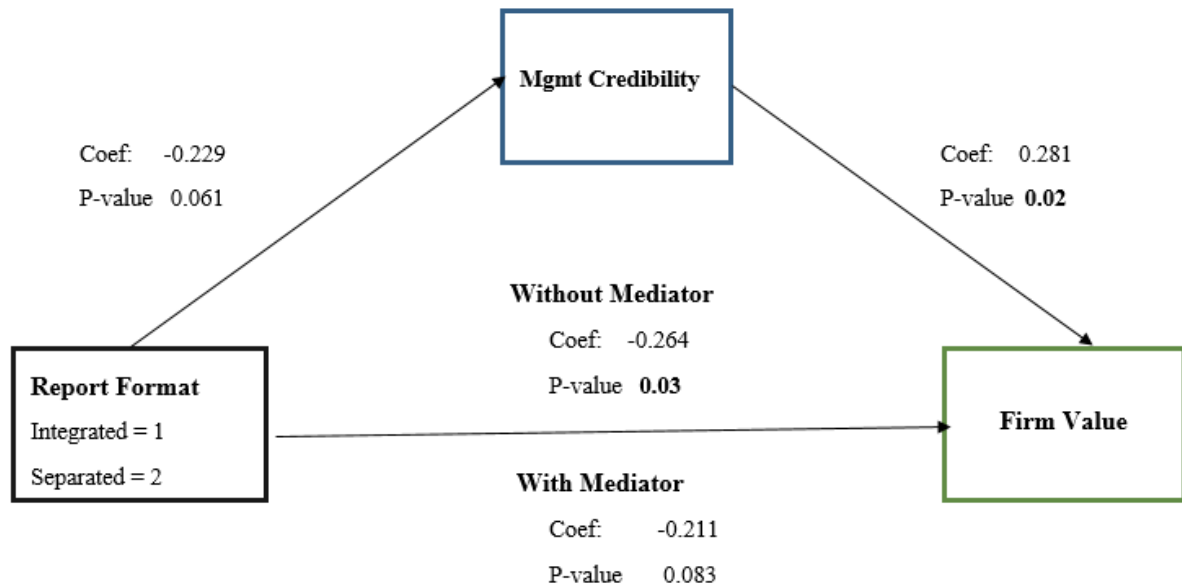 Mgmt Credibility
Coef: -0.229
P-value 0.061
Coef: 0.281
P-value 0.02
Without Mediator
Coef: -0.264
P-value 0.03
Report Format
Integrated = 1
Separated = 2
Firm Value
With Mediator
Coef: -0.211
P-value 0.083